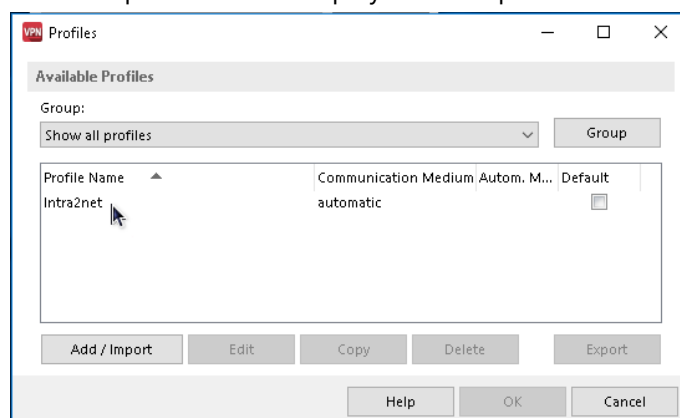 VPN Profiles
Available Profiles
Group:
Show all profiles Group
Profile Name Communication Medium Autom. M... Default
Intra2net automatic
Add / Import Edit Copy Delete Export
Help OK Cancel